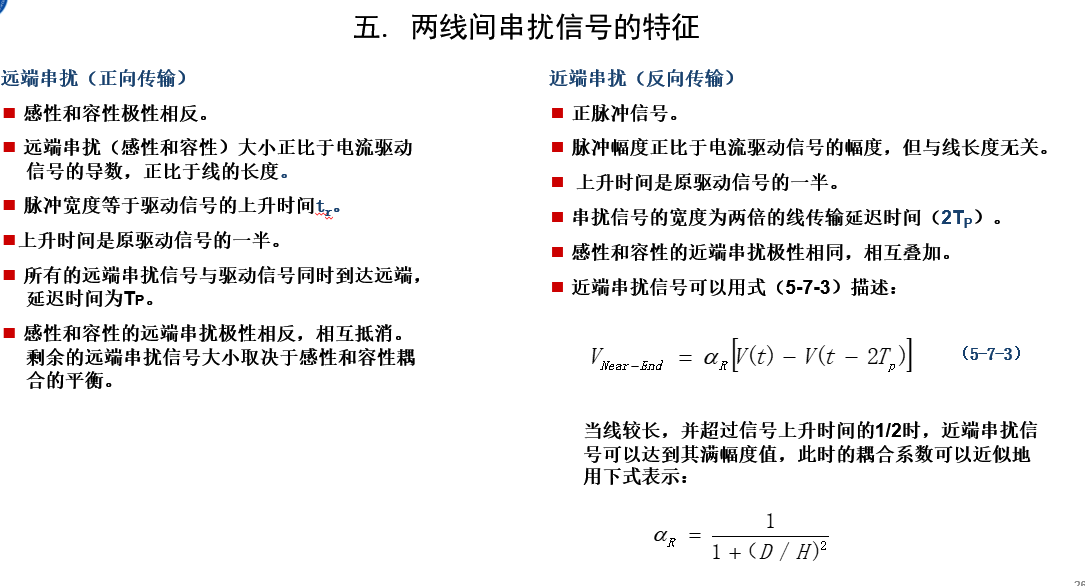 五. 两线间串扰信号的特征
远端串扰（正向传输）
■ 感性和容性极性相反。
■ 远端串扰（感性和容性）大小正比于电流驱动
信号的导数，正比于线的长度。
■ 脉冲宽度等于驱动信号的上升时间tr。
■上升时间是原驱动信号的一半。
■ 所有的远端串扰信号与驱动信号同时到达远端，
延迟时间为TP。
■ 感性和容性的远端串扰极性相反，相互抵消。
剩余的远端串扰信号大小取决于感性和容性耦
合的平衡。
近端串扰（反向传输）
■ 正脉冲信号。
■ 脉冲幅度正比于电流驱动信号的幅度，但与线长度无关。
■ 上升时间是原驱动信号的一半。
■ 串扰信号的宽度为两倍的线传输延迟时间（2TP）。
■ 感性和容性的近端串扰极性相同，相互叠加。
■ 近端串扰信号可以用式（5-7-3）描述：
V_{Near-End} = α_R[V(t) - V(t - 2T_p)] （5-7-3）
当线较长，并超过信号上升时间的1/2时，近端串扰信
号可以达到其满幅度值，此时的耦合系数可以近似地
用下式表示：
α_R = 1 / (1 + (D / H)^2)